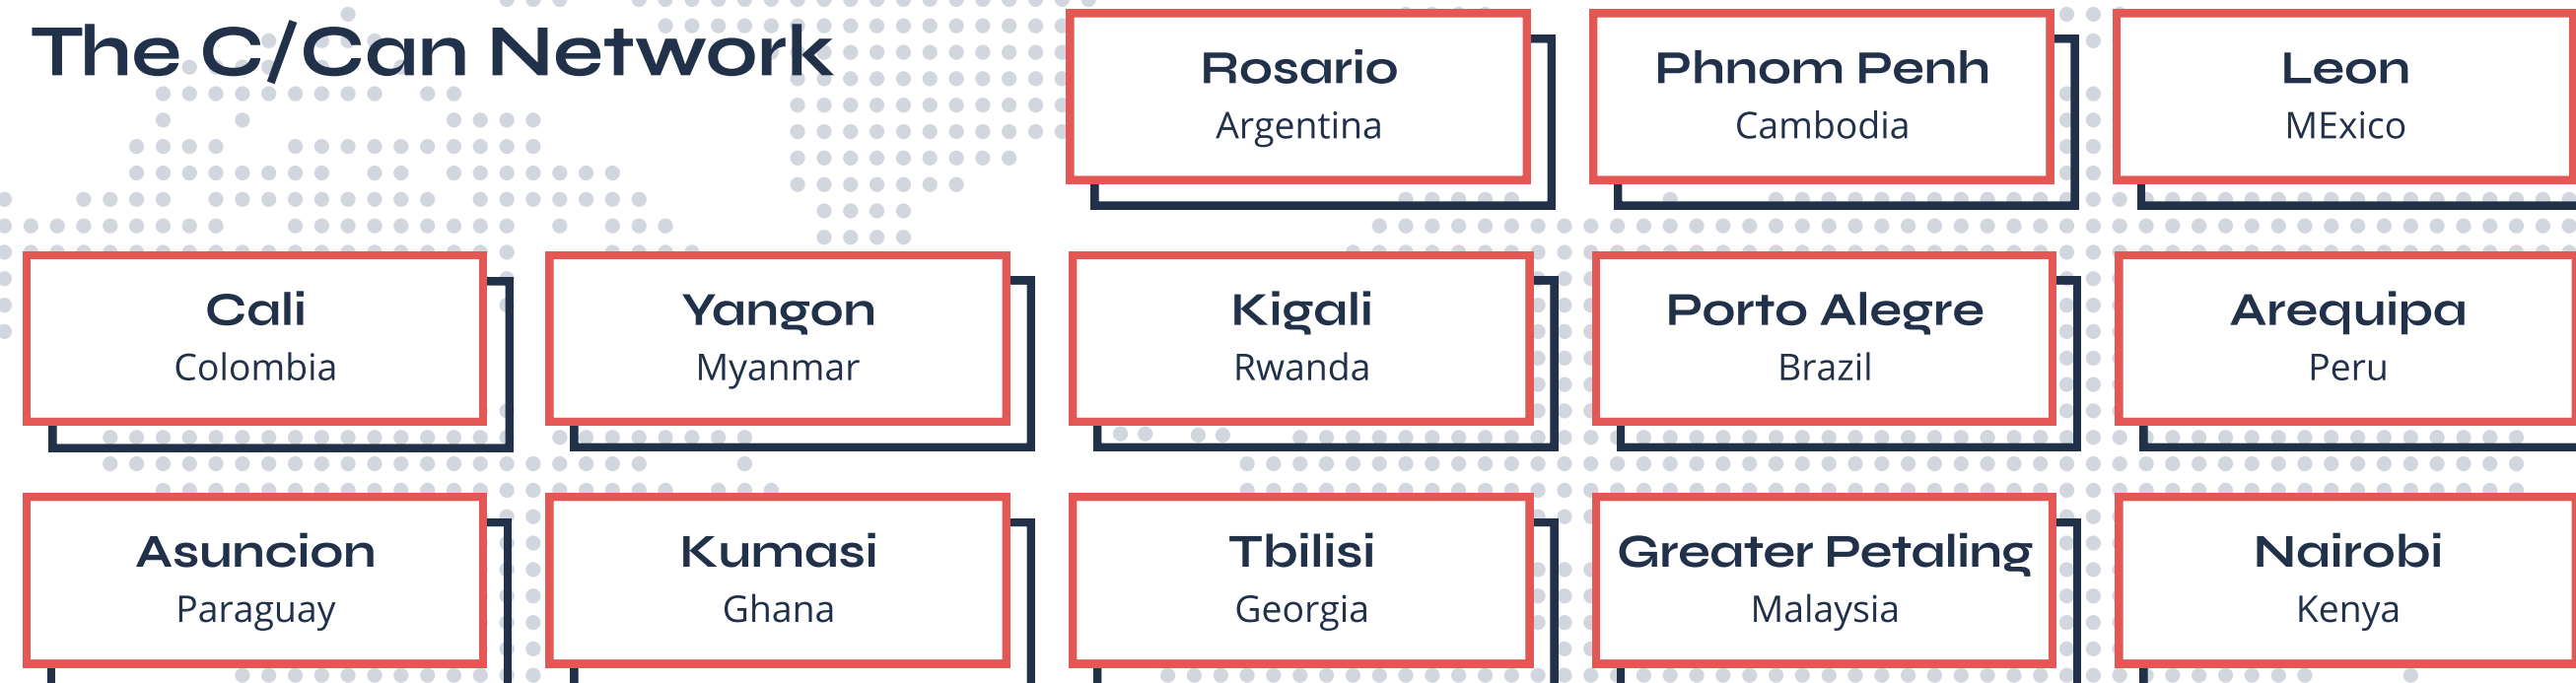 The C/Can Network
Rosario
Argentina
Phnom Penh
Cambodia
Leon
MExico
Cali
Colombia
Yangon
Myanmar
Kigali
Rwanda
Porto Alegre
Brazil
Arequipa
Peru
Asuncion
Paraguay
Kumasi
Ghana
Tbilisi
Georgia
Greater Petaling
Malaysia
Nairobi
Kenya